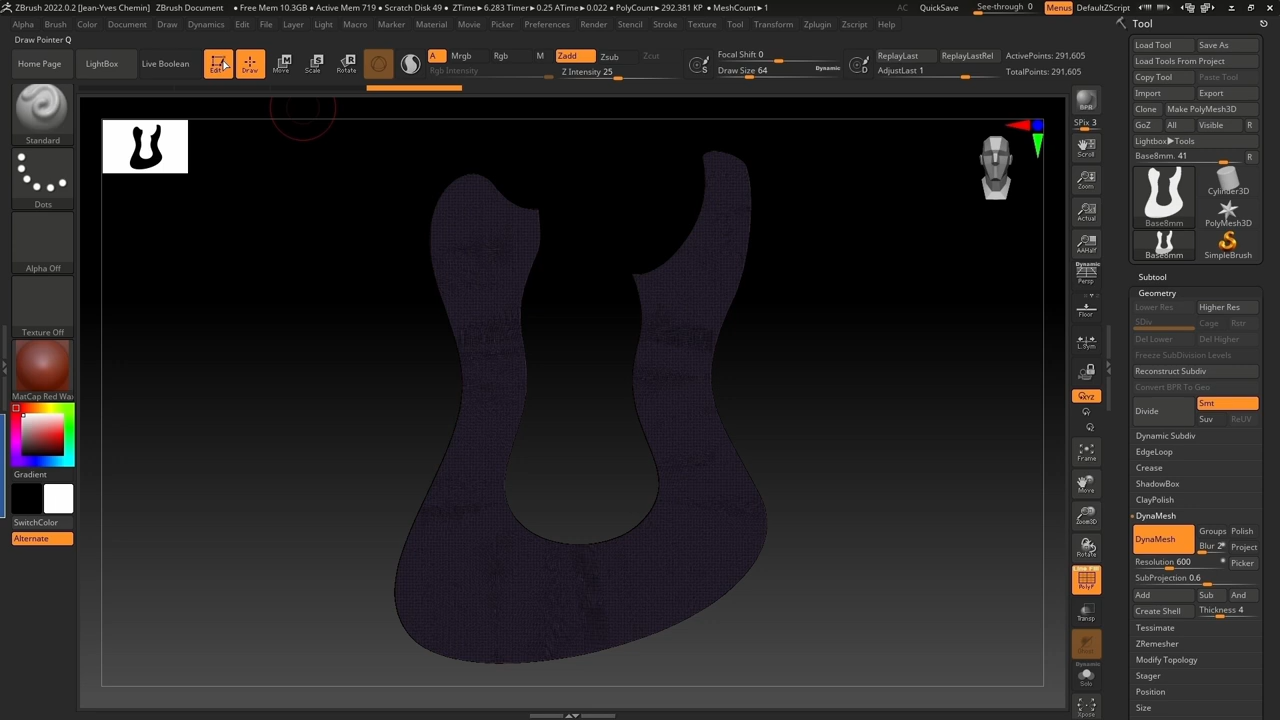 ZBrush 2022.0.2 [Jean-Yves Chemin] ZBrush Document • Free Mem 10.3GB • Active Mem 719 • Scratch Disk 49 • ZTime▸6.283 Timer▸0.25 ATime▸0.022 • PolyCount▸292.381 KP • MeshCount▸1 AC QuickSave See-through 0 Menus DefaultZScript
Alpha Brush Color Document Draw Dynamics Edit File Layer Light Macro Marker Material Movie Picker Preferences Render Stencil Stroke Texture Tool Transform Zplugin Zscript Help
Tool
Draw Pointer Q
Home Page LightBox Live Boolean Edit Draw Move Scale Rotate
A Mrgb Rgb M Zadd Zsub Zcut
Rgb Intensity Z Intensity 25
Focal Shift 0
Draw Size 64 Dynamic
S D
ReplayLast ReplayLastRel ActivePoints: 291,605
AdjustLast 1 TotalPoints: 291,605
Load Tool Save As
Load Tools From Project
Copy Tool Paste Tool
Import Export
Clone Make PolyMesh3D
GoZ All Visible R
Lightbox▸Tools
Base8mm. 41 R
Base8mm Cylinder3D
PolyMesh3D
Base8mm SimpleBrush
Subtool
Geometry
Lower Res Higher Res
SDiv Cage Rstr
Del Lower Del Higher
Freeze SubDivision Levels
Reconstruct Subdiv
Convert BPR To Geo
Divide Smt
Suv ReUV
Dynamic Subdiv
EdgeLoop
Crease
ShadowBox
ClayPolish
DynaMesh
DynaMesh Groups Polish
Blur 2 Project
Resolution 600 Picker
SubProjection 0.6
Add Sub And
Create Shell Thickness 4
Tessimate
ZRemesher
Modify Topology
Stager
Position
Size
Standard
Dots
Alpha Off
Texture Off
MatCap Red Wa
Gradient
SwitchColor
Alternate
BPR
SPix 3
Scroll
Zoom
Actual
AAHalf
Dynamic
Persp
Floor
L.Sym
XYZ
Frame
Move
Zoom3D
Rotate
Line Fill
PolyF
Transp
Dynamic
Solo
Xpose